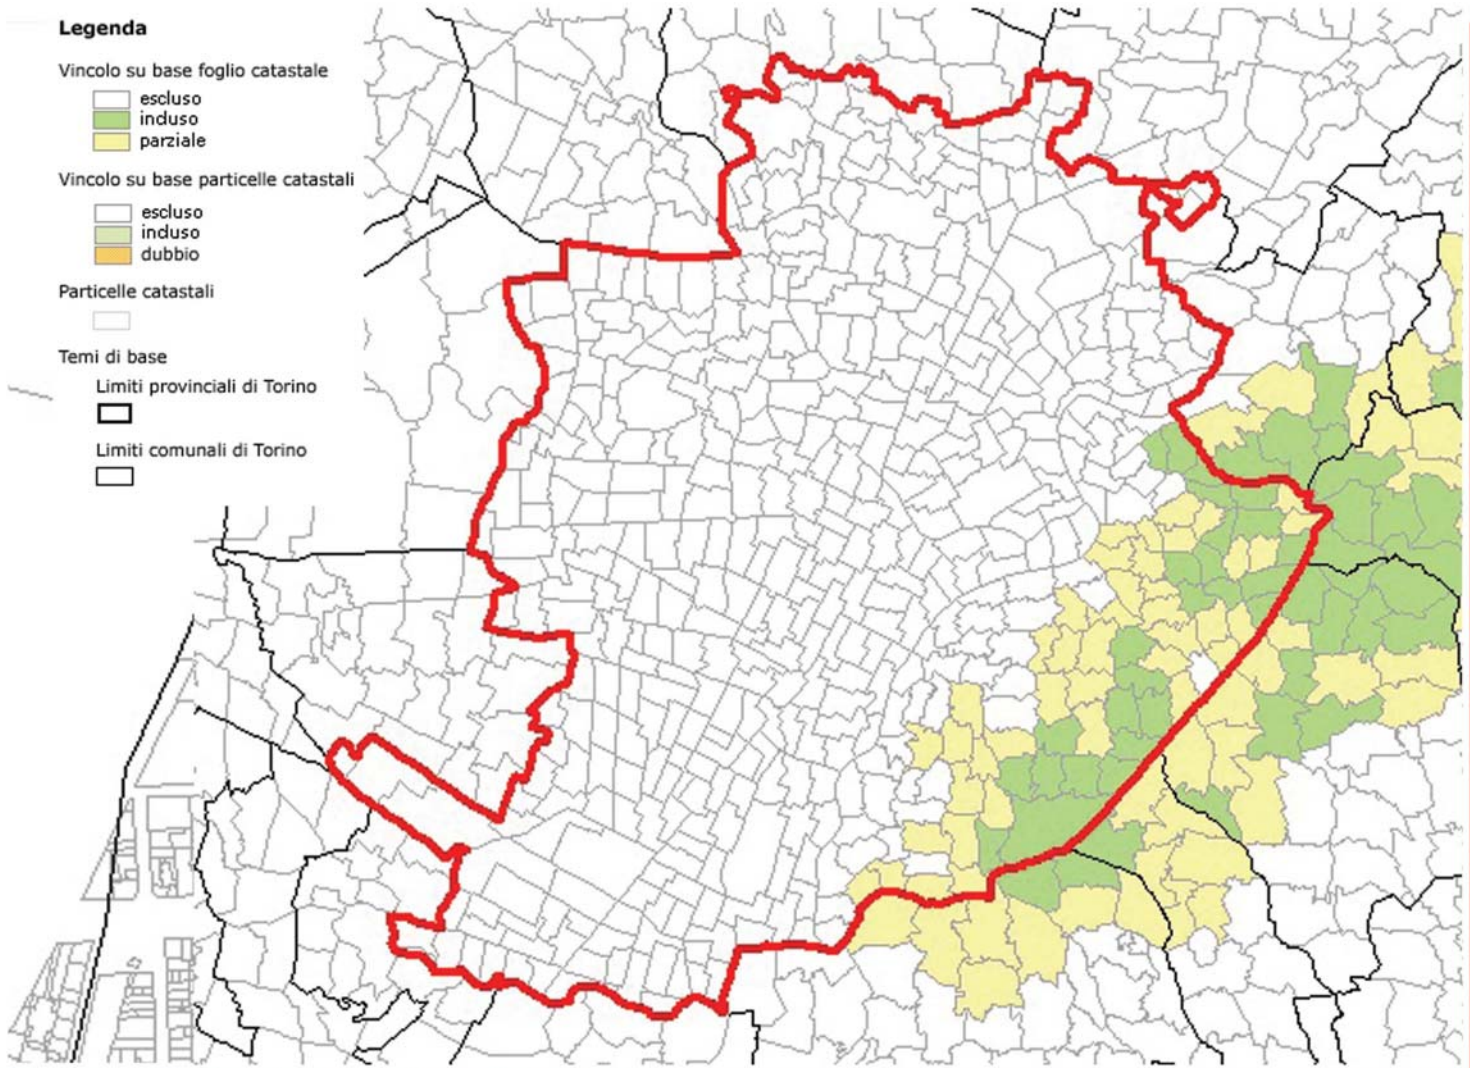 Legenda
Vincolo su base foglio catastale
escluso
incluso
parziale
Vincolo su base particelle catastali
escluso
incluso
dubbio
Particelle catastali
Temi di base
Limiti provinciali di Torino
Limiti comunali di Torino